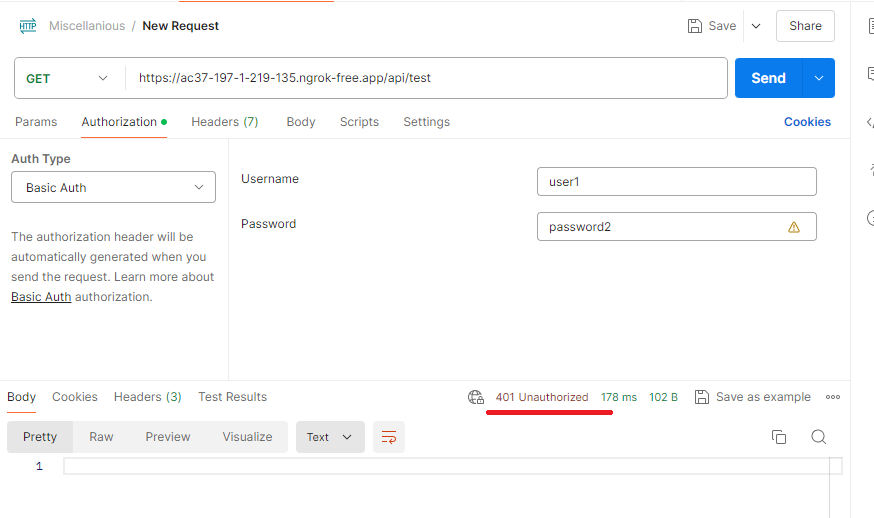 HTTP Miscellanious / New Request Save Share
GET https://ac37-197-1-219-135.ngrok-free.app/api/test Send
Params Authorization Headers (7) Body Scripts Settings Cookies
Auth Type
Basic Auth
Username user1
Password password2
The authorization header will be
automatically generated when you
send the request. Learn more about
Basic Auth authorization.
Body Cookies Headers (3) Test Results 401 Unauthorized 178 ms 102 B Save as example
Pretty Raw Preview Visualize Text
1